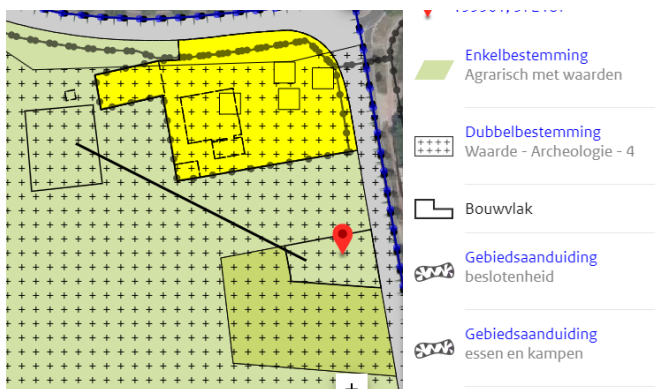 Enkelbestemming
Agrarisch met waarden
Dubbelbestemming
Waarde - Archeologie - 4
Bouwvlak
Gebiedsaanduiding
beslotenheid
Gebiedsaanduiding
essen en kampen
+